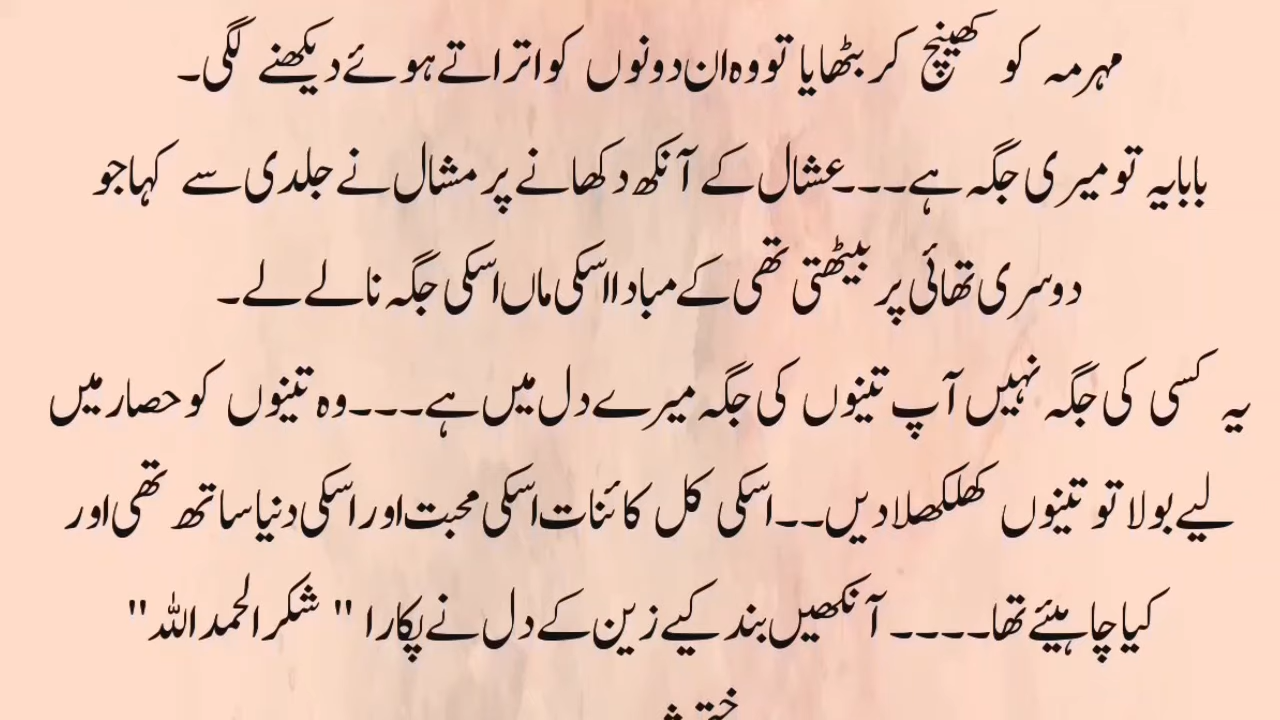 مہرمہ کو کھینچ کر بٹھایا تو وہ ان دونوں کو اتراتے ہوئے دیکھنے لگی۔
بابا یہ تو میری جگہ ہے۔۔۔عشال کے آنکھ دکھانے پر مشال نے جلدی سے کہا جو
دوسری تھائی پر بیٹھتی تھی کے مبادا اسکی ماں اسکی جگہ نا لے لے۔
یہ کسی کی جگہ نہیں آپ تینوں کی جگہ میرے دل میں ہے۔۔۔وہ تینوں کو حصار میں
لیے بولا تو تینوں کھلکھلا دیں۔۔اسکی کل کائنات اسکی محبت اور اسکی دنیا ساتھ تھی اور
کیا چاہیئے تھا۔۔۔۔ آنکھیں بند کیے زین کے دل نے پکارا " شکر الحمد اللہ "